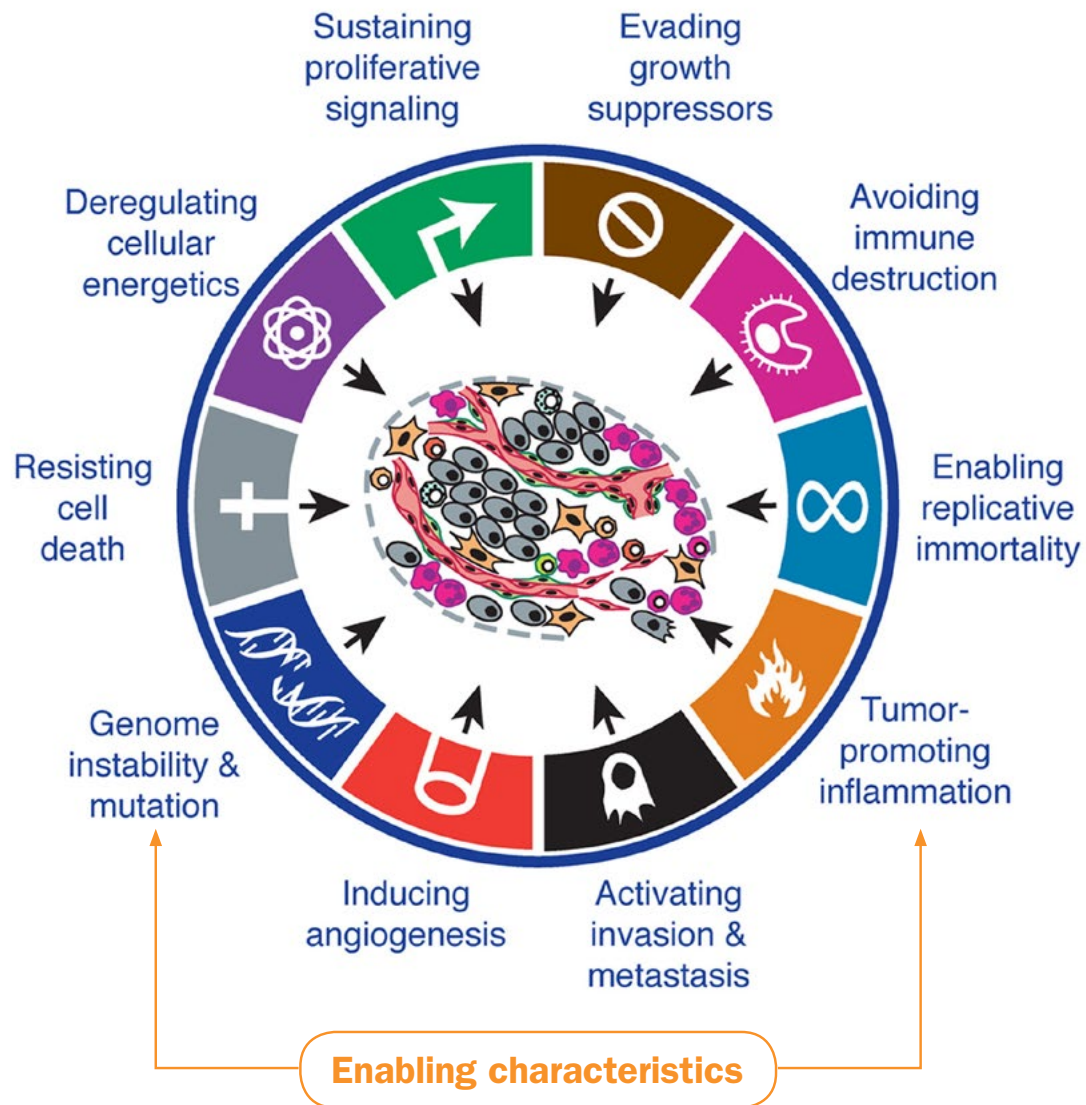 Sustaining
proliferative
signaling
Evading
growth
suppressors
Deregulating
cellular
energetics
Avoiding
immune
destruction
Resisting
cell
death
Enabling
replicative
immortality
Genome
instability &
mutation
Tumor-
promoting
inflammation
Inducing
angiogenesis
Activating
invasion &
metastasis
Enabling characteristics